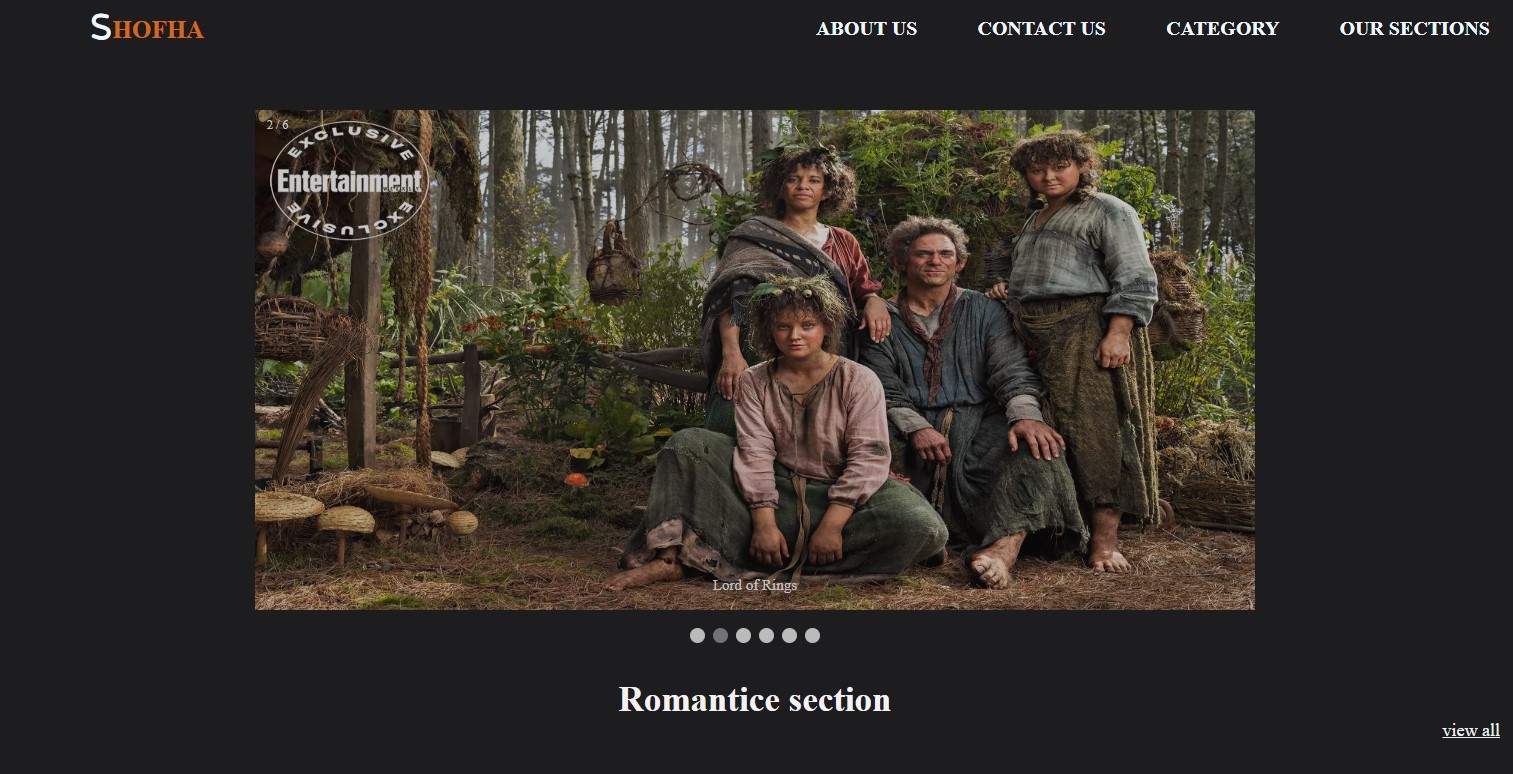 SHOFHA
ABOUT US
CONTACT US
CATEGORY
OUR SECTIONS
2 / 6
EXCLUSIVE
Entertainment
EXCLUSIVE
Lord of Rings
Romantice section
view all